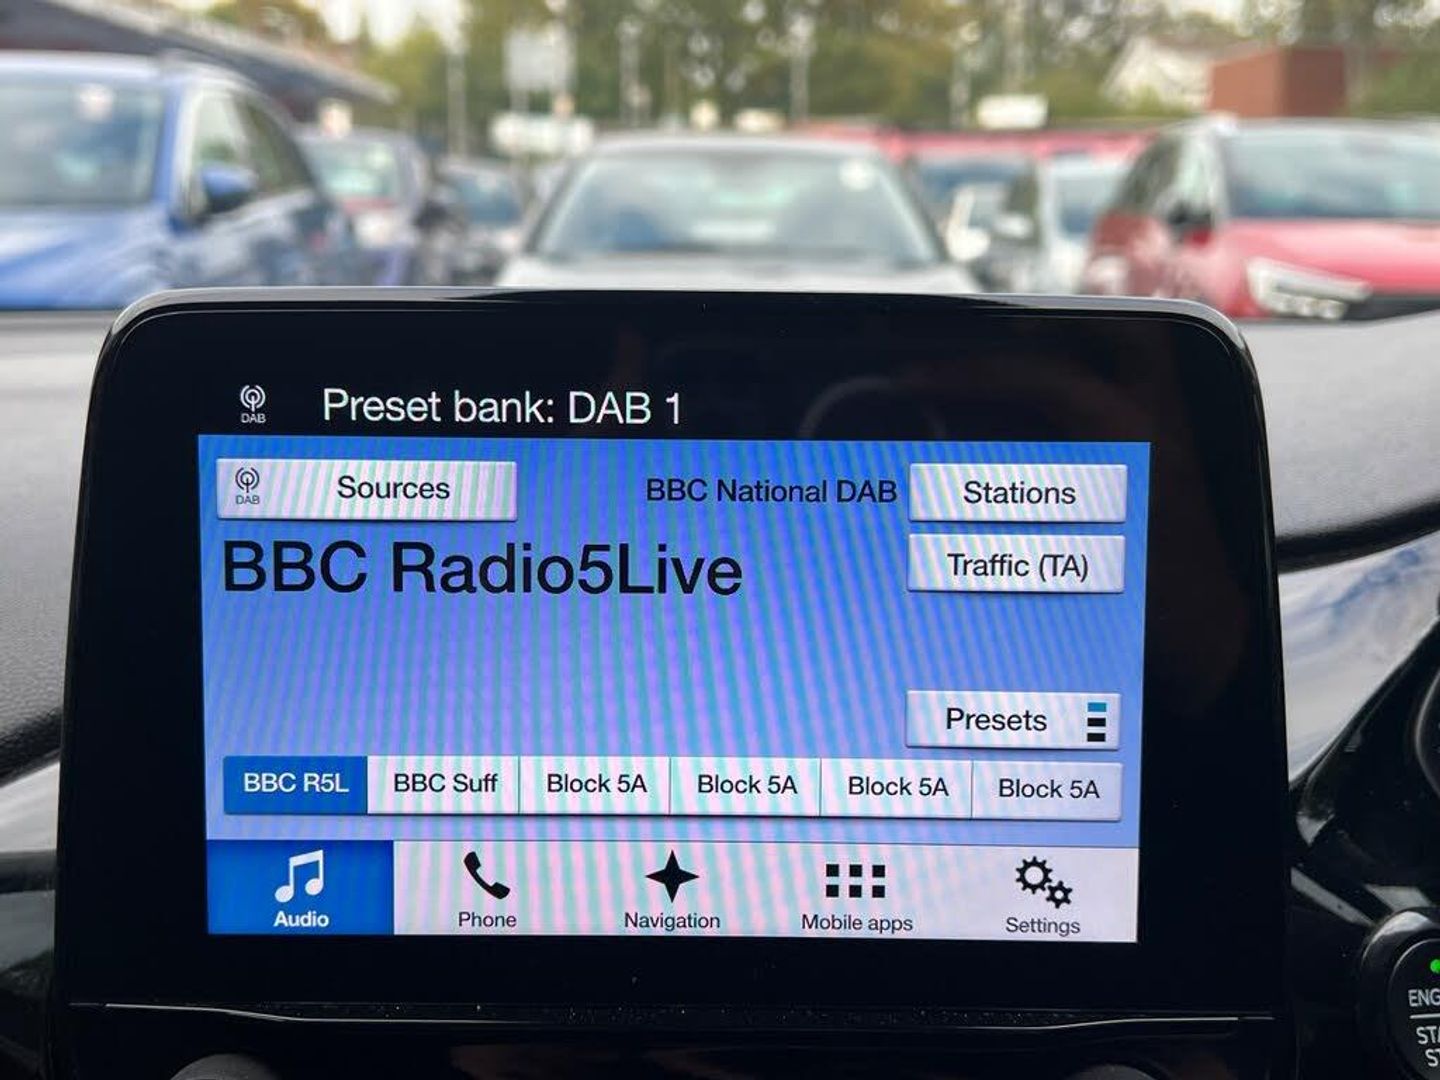 DAB
Preset bank: DAB 1
DAB
Sources
BBC National DAB
Stations
BBC Radio5Live
Traffic (TA)
Presets
BBC R5L
BBC Suff
Block 5A
Block 5A
Block 5A
Block 5A
Audio
Phone
Navigation
Mobile apps
Settings